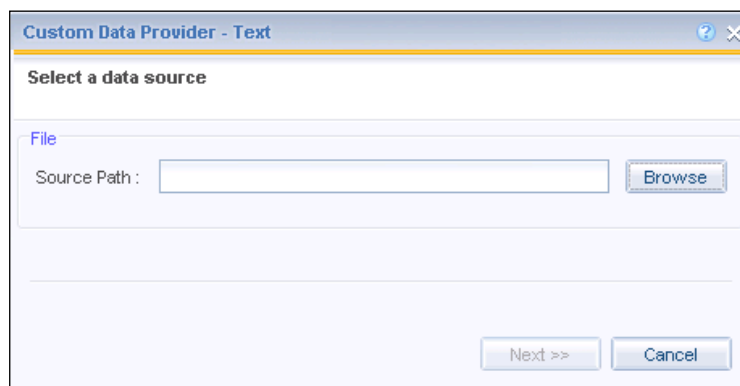 Custom Data Provider - Text
Select a data source
File
Source Path :
Browse
Next >>
Cancel